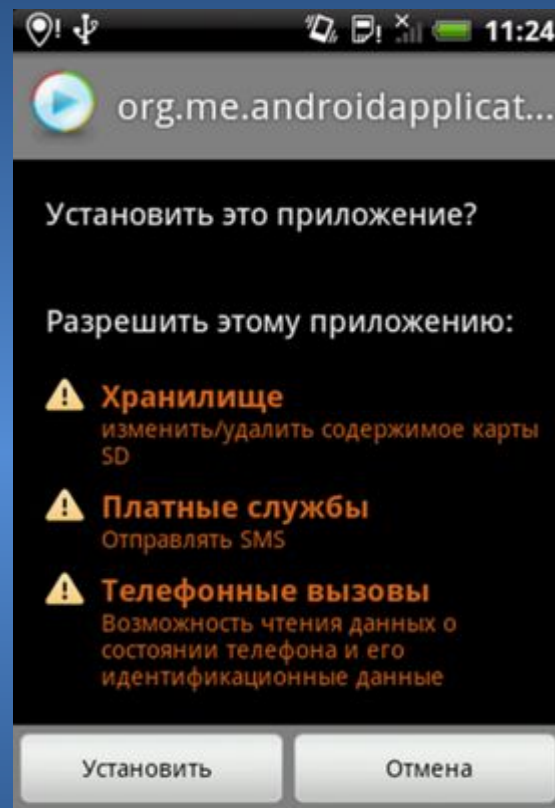 11:24
org.me.androidapplicat...
Установить это приложение?
Разрешить этому приложению:
Хранилище
изменить/удалить содержимое карты
SD
Платные службы
Отправлять SMS
Телефонные вызовы
Возможность чтения данных о
состоянии телефона и его
идентификационные данные
Установить
Отмена